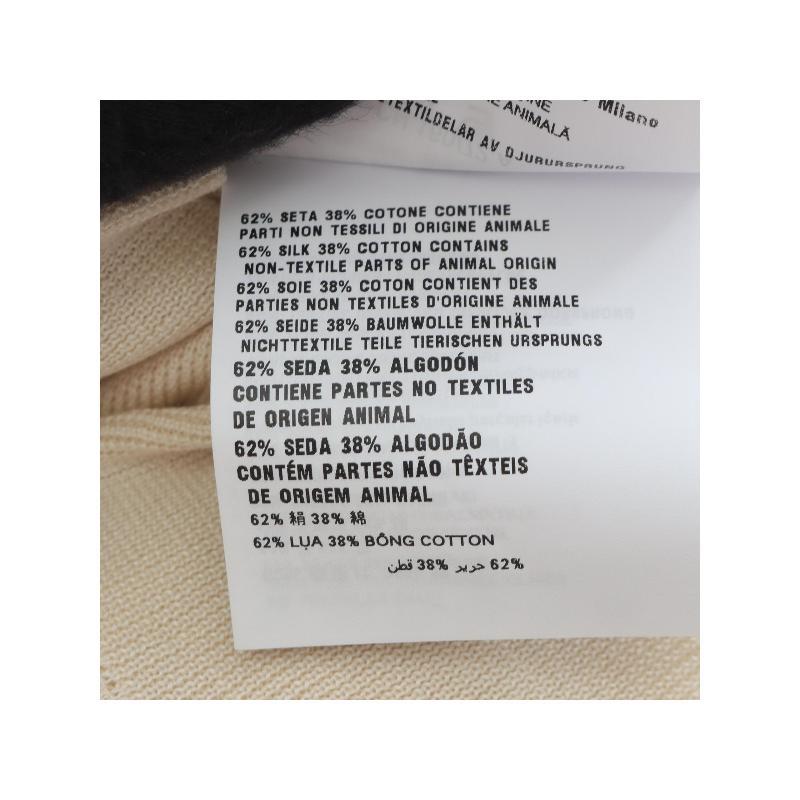 Milano
ANIMALĂ
TEXTILDELAR AV DJURURSPRUNG
62% SETA 38% COTONE CONTIENE
PARTI NON TESSILI DI ORIGINE ANIMALE
62% SILK 38% COTTON CONTAINS
NON-TEXTILE PARTS OF ANIMAL ORIGIN
62% SOIE 38% COTON CONTIENT DES
PARTIES NON TEXTILES D'ORIGINE ANIMALE
62% SEIDE 38% BAUMWOLLE ENTHÄLT
NICHTTEXTILE TEILE TIERISCHEN URSPRUNGS
62% SEDA 38% ALGODÓN
CONTIENE PARTES NO TEXTILES
DE ORIGEN ANIMAL
62% SEDA 38% ALGODÃO
CONTÉM PARTES NÃO TÊXTEIS
DE ORIGEM ANIMAL
62% 絹 38% 綿
62% LỤA 38% BÔNG COTTON
62% حرير 38% قطن